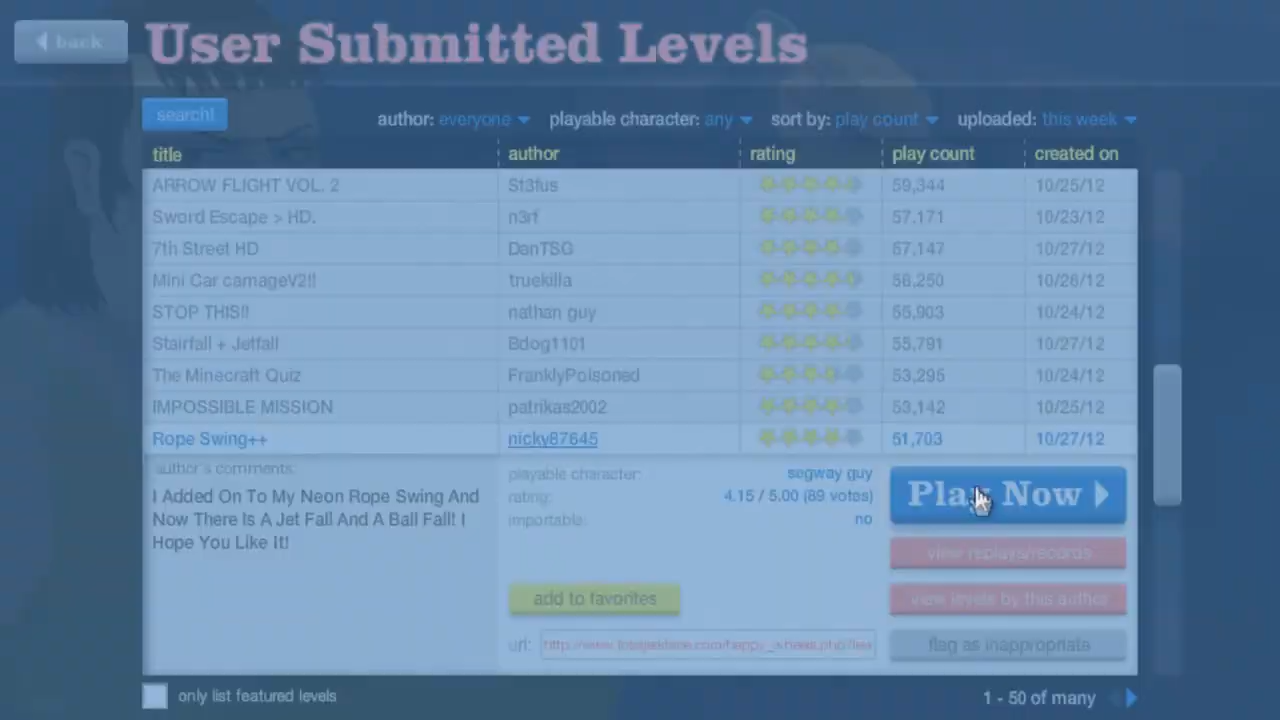 back
User Submitted Levels
search!
author: everyone playable character: any sort by: play count uploaded: this week
title author rating play count created on
ARROW FLIGHT VOL. 2 St3fus 59,344 10/25/12
Sword Escape > HD. n3rf 57,171 10/23/12
7th Street HD DanTSG 57,147 10/27/12
Mini Car carnageV2!! truekilla 56,250 10/26/12
STOP THIS!! nathan guy 55,903 10/24/12
Stairfall + Jetfall Bdog1101 55,791 10/27/12
The Minecraft Quiz FranklyPoisoned 53,295 10/24/12
IMPOSSIBLE MISSION patrikas2002 53,142 10/25/12
Rope Swing++ nicky87645 51,703 10/27/12
author's comments:
I Added On To My Neon Rope Swing And
Now There Is A Jet Fall And A Ball Fall! I
Hope You Like It!
playable character: segway guy
rating: 4.15 / 5.00 (89 votes)
importable: no
add to favorites
url:
Play Now
view replays/records
view levels by this author
flag as inappropriate
only list featured levels
1 - 50 of many